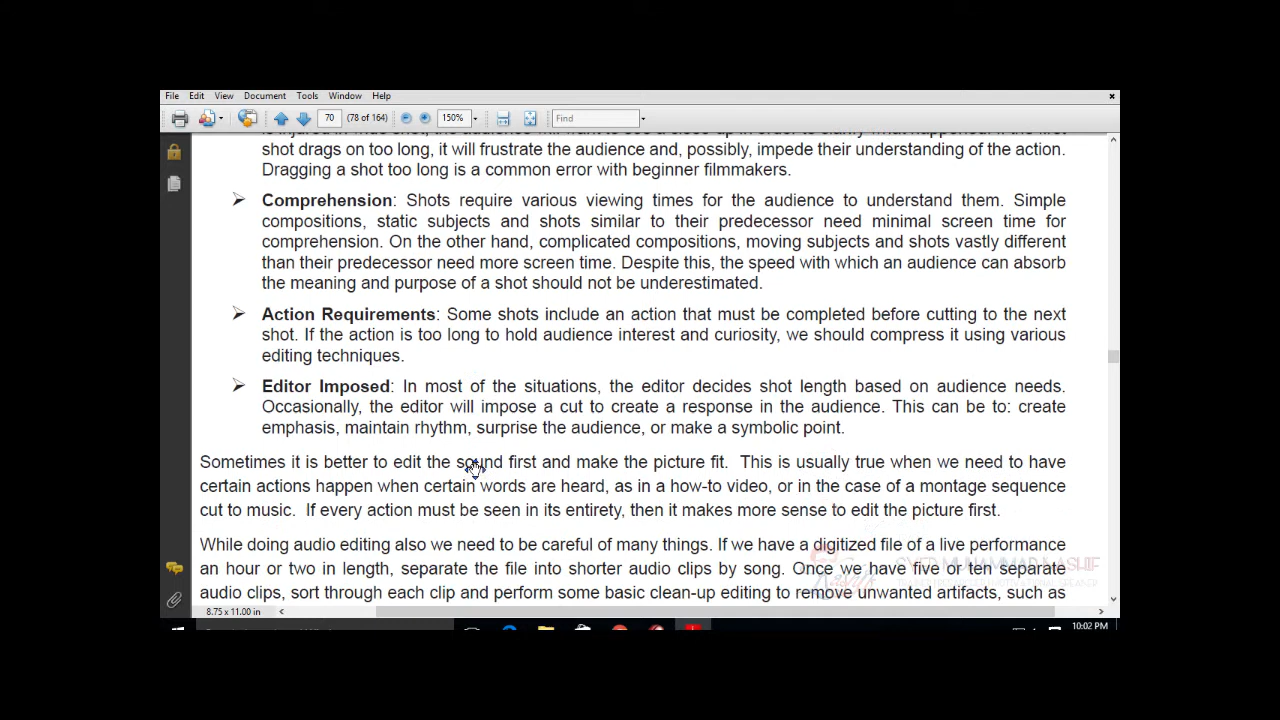 File Edit View Document Tools Window Help
70 (78 of 164) 150% Find
shot drags on too long, it will frustrate the audience and, possibly, impede their understanding of the action.
Dragging a shot too long is a common error with beginner filmmakers.
Comprehension: Shots require various viewing times for the audience to understand them. Simple
compositions, static subjects and shots similar to their predecessor need minimal screen time for
comprehension. On the other hand, complicated compositions, moving subjects and shots vastly different
than their predecessor need more screen time. Despite this, the speed with which an audience can absorb
the meaning and purpose of a shot should not be underestimated.
Action Requirements: Some shots include an action that must be completed before cutting to the next
shot. If the action is too long to hold audience interest and curiosity, we should compress it using various
editing techniques.
Editor Imposed: In most of the situations, the editor decides shot length based on audience needs.
Occasionally, the editor will impose a cut to create a response in the audience. This can be to: create
emphasis, maintain rhythm, surprise the audience, or make a symbolic point.
Sometimes it is better to edit the sound first and make the picture fit. This is usually true when we need to have
certain actions happen when certain words are heard, as in a how-to video, or in the case of a montage sequence
cut to music. If every action must be seen in its entirety, then it makes more sense to edit the picture first.
While doing audio editing also we need to be careful of many things. If we have a digitized file of a live performance
an hour or two in length, separate the file into shorter audio clips by song. Once we have five or ten separate
SYED MUHAMMAD KASHIF
audio clips, sort through each clip and perform some basic clean-up editing to remove unwanted artifacts, such as
8.75 x 11.00 in
10:02 PM